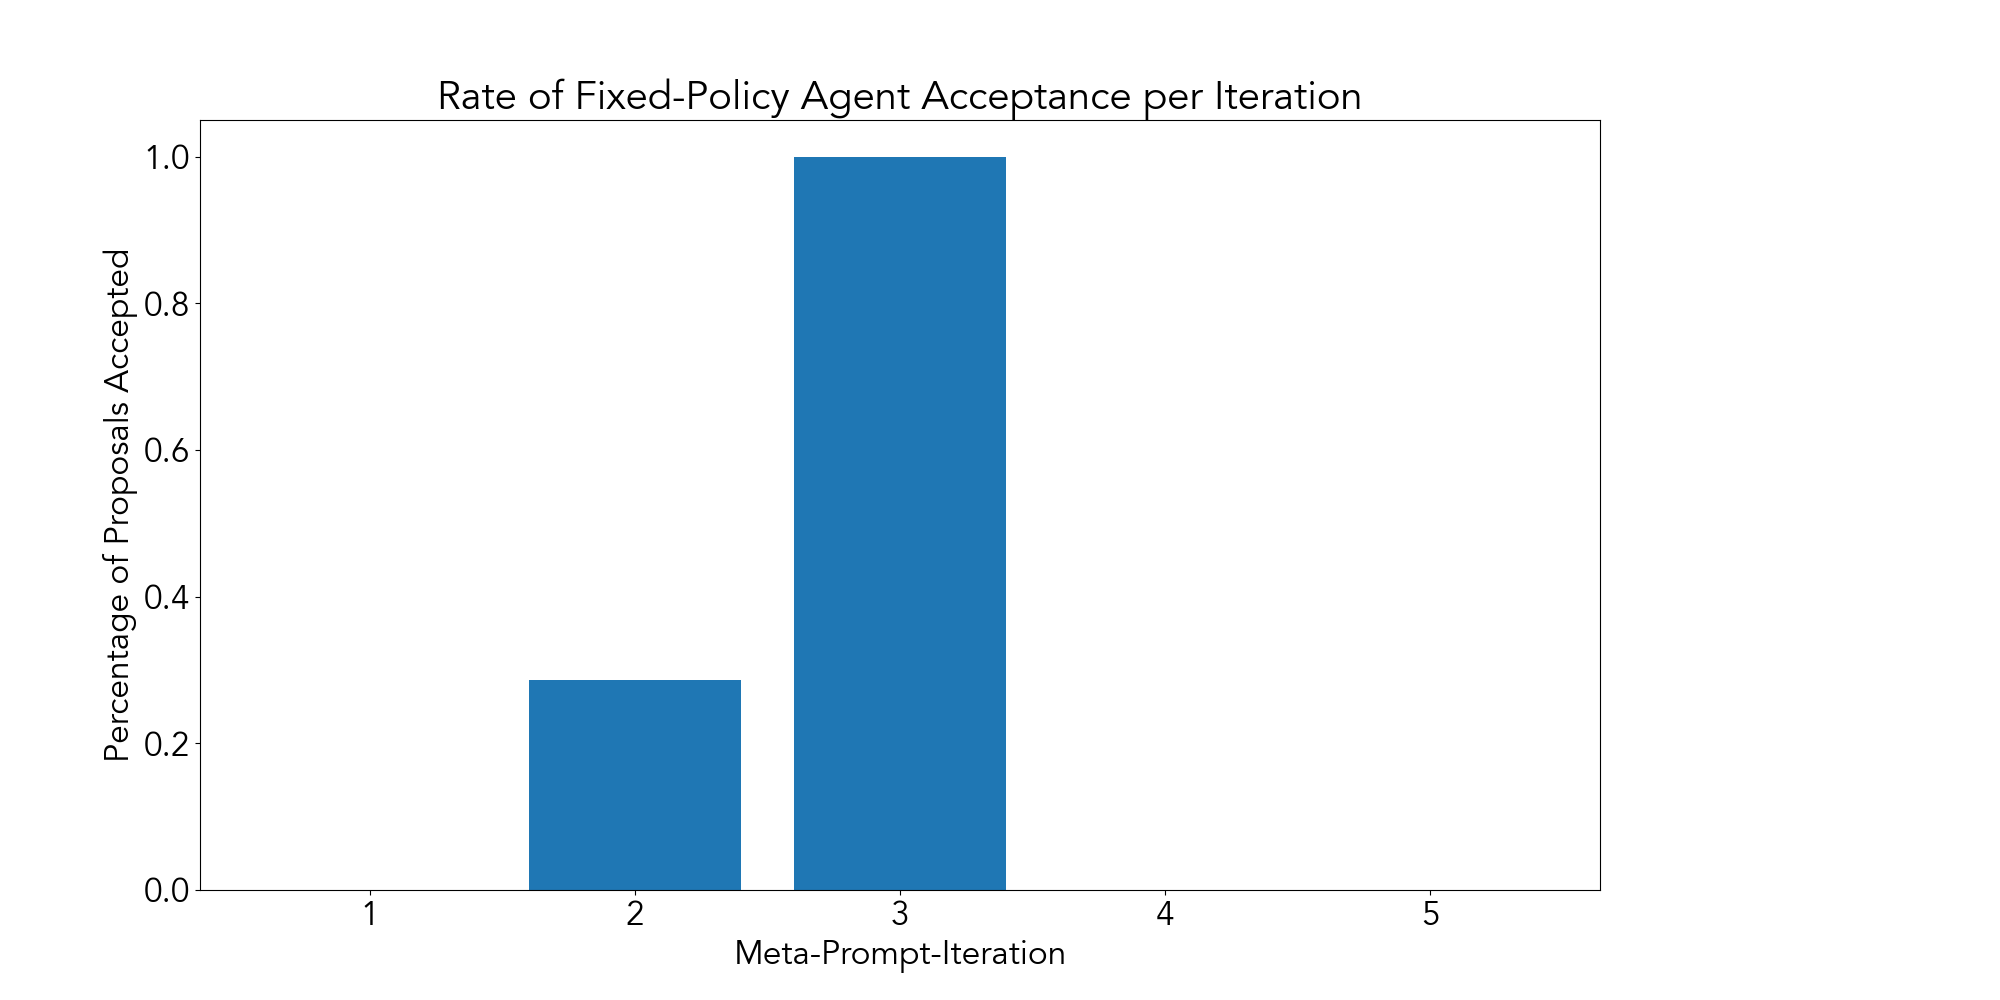 Rate of Fixed-Policy Agent Acceptance per Iteration
Percentage of Proposals Accepted
1.0
0.8
0.6
0.4
0.2
0.0
1 2 3 4 5
Meta-Prompt-Iteration